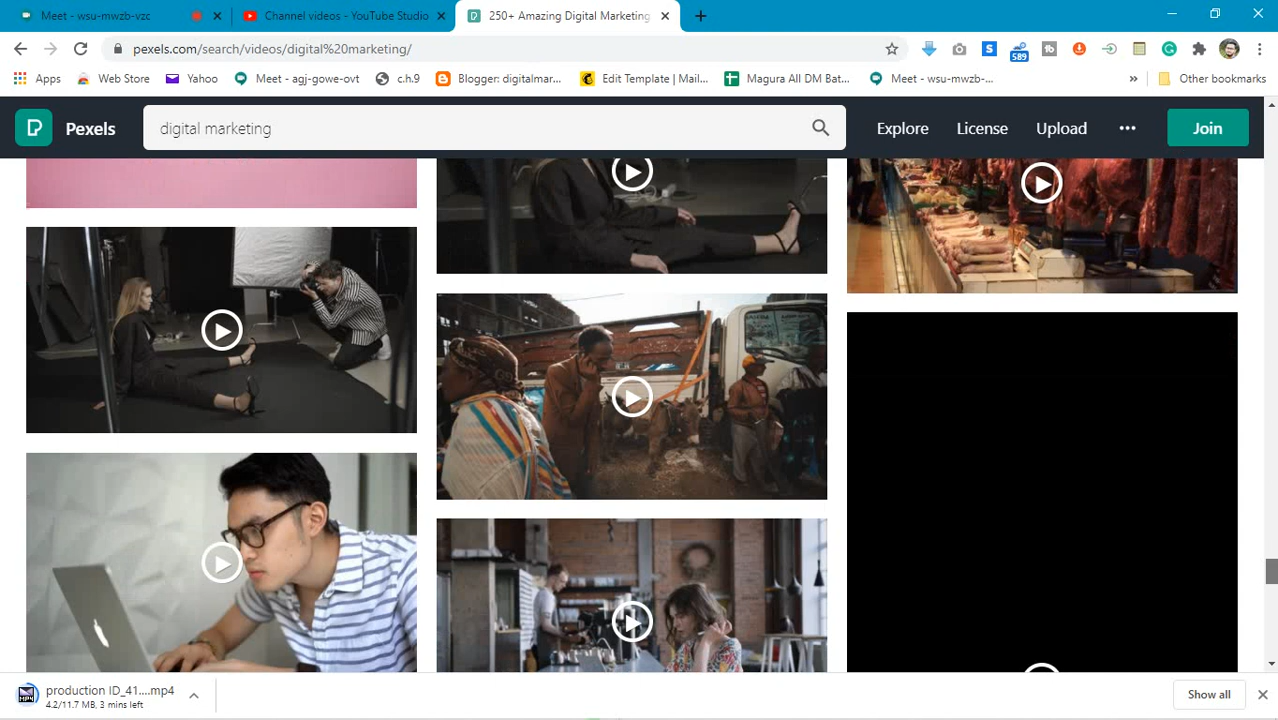 Meet - wsu-mwzb-vzc
Channel videos - YouTube Studio
250+ Amazing Digital Marketing
pexels.com/search/videos/digital%20marketing/
589
Apps
Web Store
Yahoo
Meet - agj-gowe-ovt
c.h.9
Blogger: digitalmar...
Edit Template | Mail...
Magura All DM Bat...
Meet - wsu-mwzb-...
»
Other bookmarks
Pexels
digital marketing
Explore
License
Upload
Join
production ID_41....mp4
4.2/11.7 MB, 3 mins left
Show all